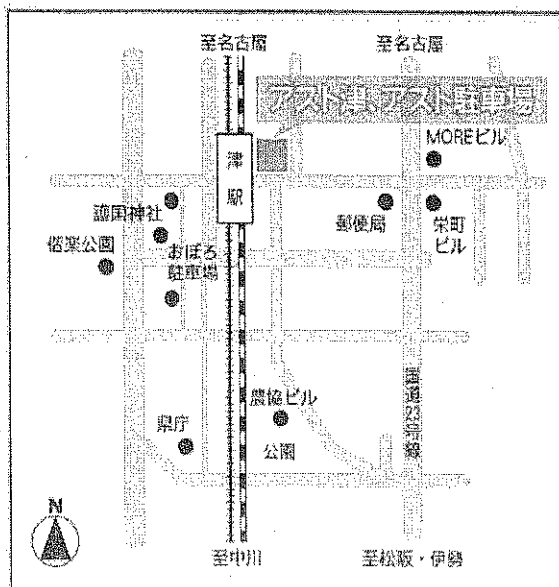 至名古屋
至名古屋
アスト津、アスト駐車場
MOREビル
津駅
護国神社
郵便局
栄町
ビル
偕楽公園
おぼろ
駐車場
国道23号線
農協ビル
県庁
公園
N
至中川
至松阪・伊勢